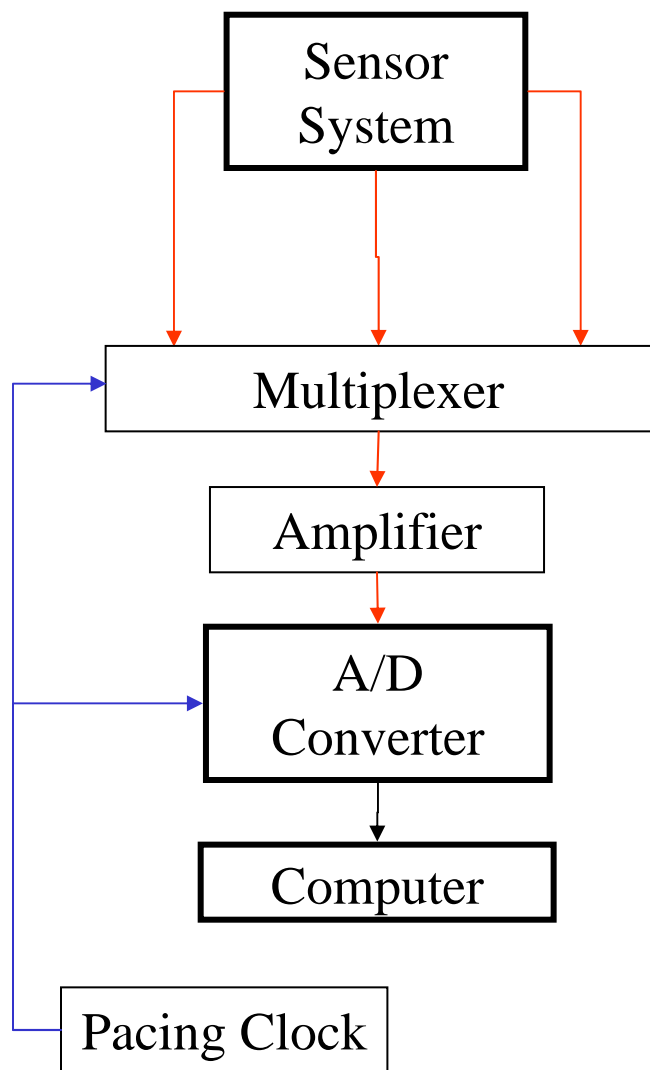 Sensor
System
Multiplexer
Amplifier
A/D
Converter
Computer
Pacing Clock